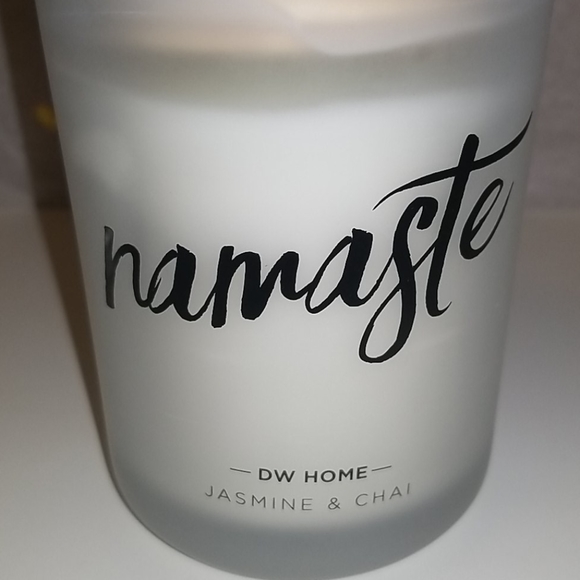 namaste
—DW HOME—
JASMINE & CHAI